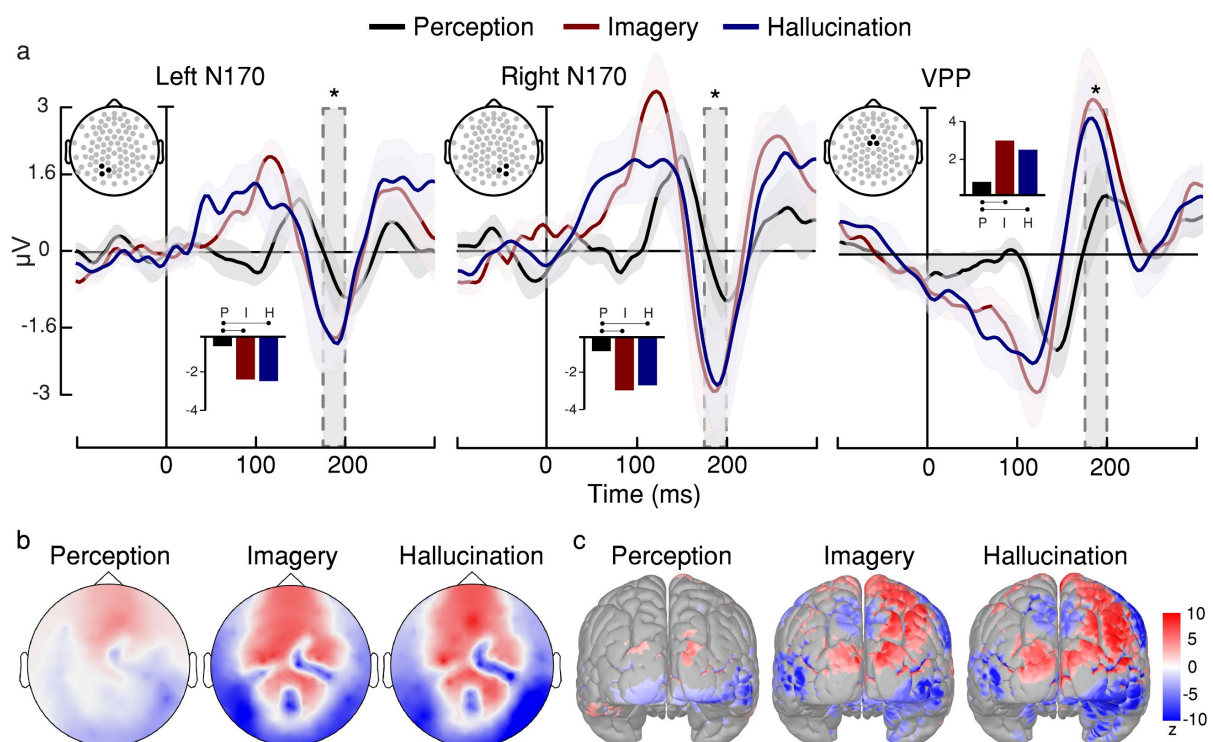 Perception Imagery Hallucination
a
Left N170 Right N170 VPP
* * *
3
1.6
0
-1.6
-3
µV
P I H
-2
-4
P I H
-2
-4
4
2
P I H
0 100 200 0 100 200 0 100 200
Time (ms)
b
Perception Imagery Hallucination
c
Perception Imagery Hallucination
10
5
0
-5
-10
z